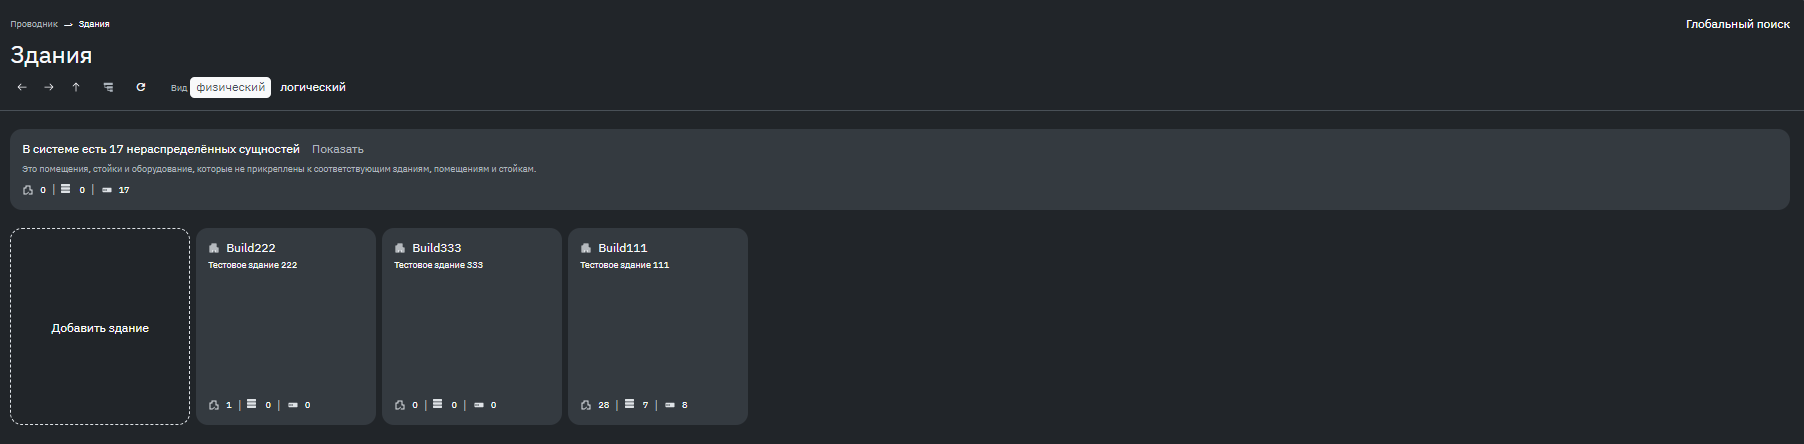 Проводник → Здания
Глобальный поиск
Здания
Вид физический логический
В системе есть 17 нераспределённых сущностей Показать
Это помещения, стойки и оборудование, которые не прикреплены к соответствующим зданиям, помещениям и стойкам.
0 | 0 | 17
Добавить здание
Build222
Тестовое здание 222
1 | 0 | 0
Build333
Тестовое здание 333
0 | 0 | 0
Build111
Тестовое здание 111
28 | 7 | 8